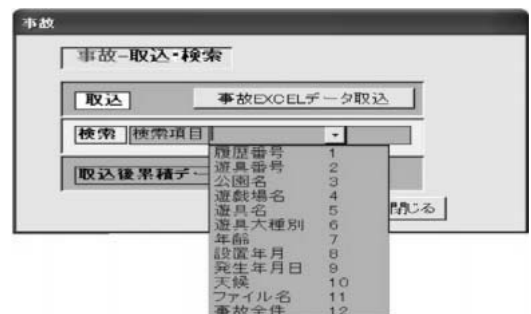 事故
事故-取込・検索
取込 事故EXCELデータ取込
検索 検索項目
履歴番号 1
遊具番号 2
公園名 3
遊戯場名 4
遊具名 5
遊具大種別 6
年齢 7
設置年月 8
発生年月日 9
天候 10
ファイル名 11
事故全件 12
取込後累積デー
閉じる